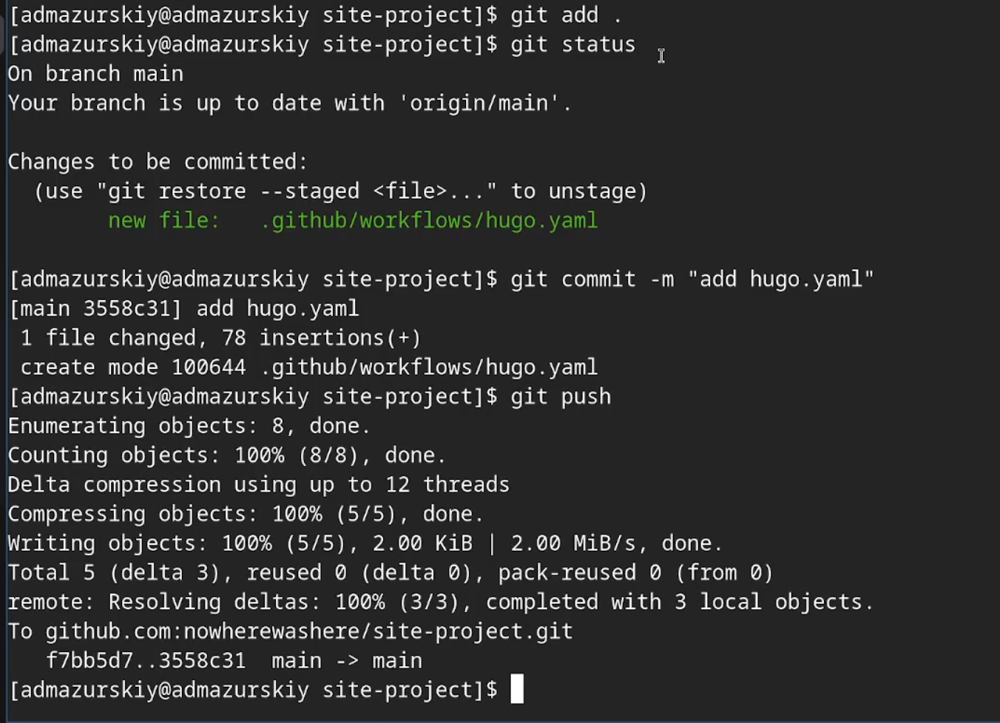 [admazurskiy@admazurskiy site-project]$ git add .
[admazurskiy@admazurskiy site-project]$ git status
On branch main
Your branch is up to date with 'origin/main'.
Changes to be committed:
  (use "git restore --staged <file>..." to unstage)
        new file:   .github/workflows/hugo.yaml
[admazurskiy@admazurskiy site-project]$ git commit -m "add hugo.yaml"
[main 3558c31] add hugo.yaml
 1 file changed, 78 insertions(+)
 create mode 100644 .github/workflows/hugo.yaml
[admazurskiy@admazurskiy site-project]$ git push
Enumerating objects: 8, done.
Counting objects: 100% (8/8), done.
Delta compression using up to 12 threads
Compressing objects: 100% (5/5), done.
Writing objects: 100% (5/5), 2.00 KiB | 2.00 MiB/s, done.
Total 5 (delta 3), reused 0 (delta 0), pack-reused 0 (from 0)
remote: Resolving deltas: 100% (3/3), completed with 3 local objects.
To github.com:nowherewashere/site-project.git
   f7bb5d7..3558c31  main -> main
[admazurskiy@admazurskiy site-project]$